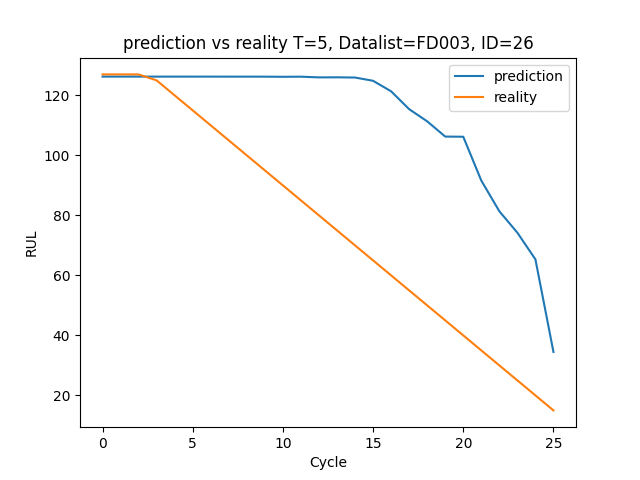 prediction vs reality T=5, Datalist=FD003, ID=26
prediction
reality
120
100
80
60
40
20
RUL
0 5 10 15 20 25
Cycle